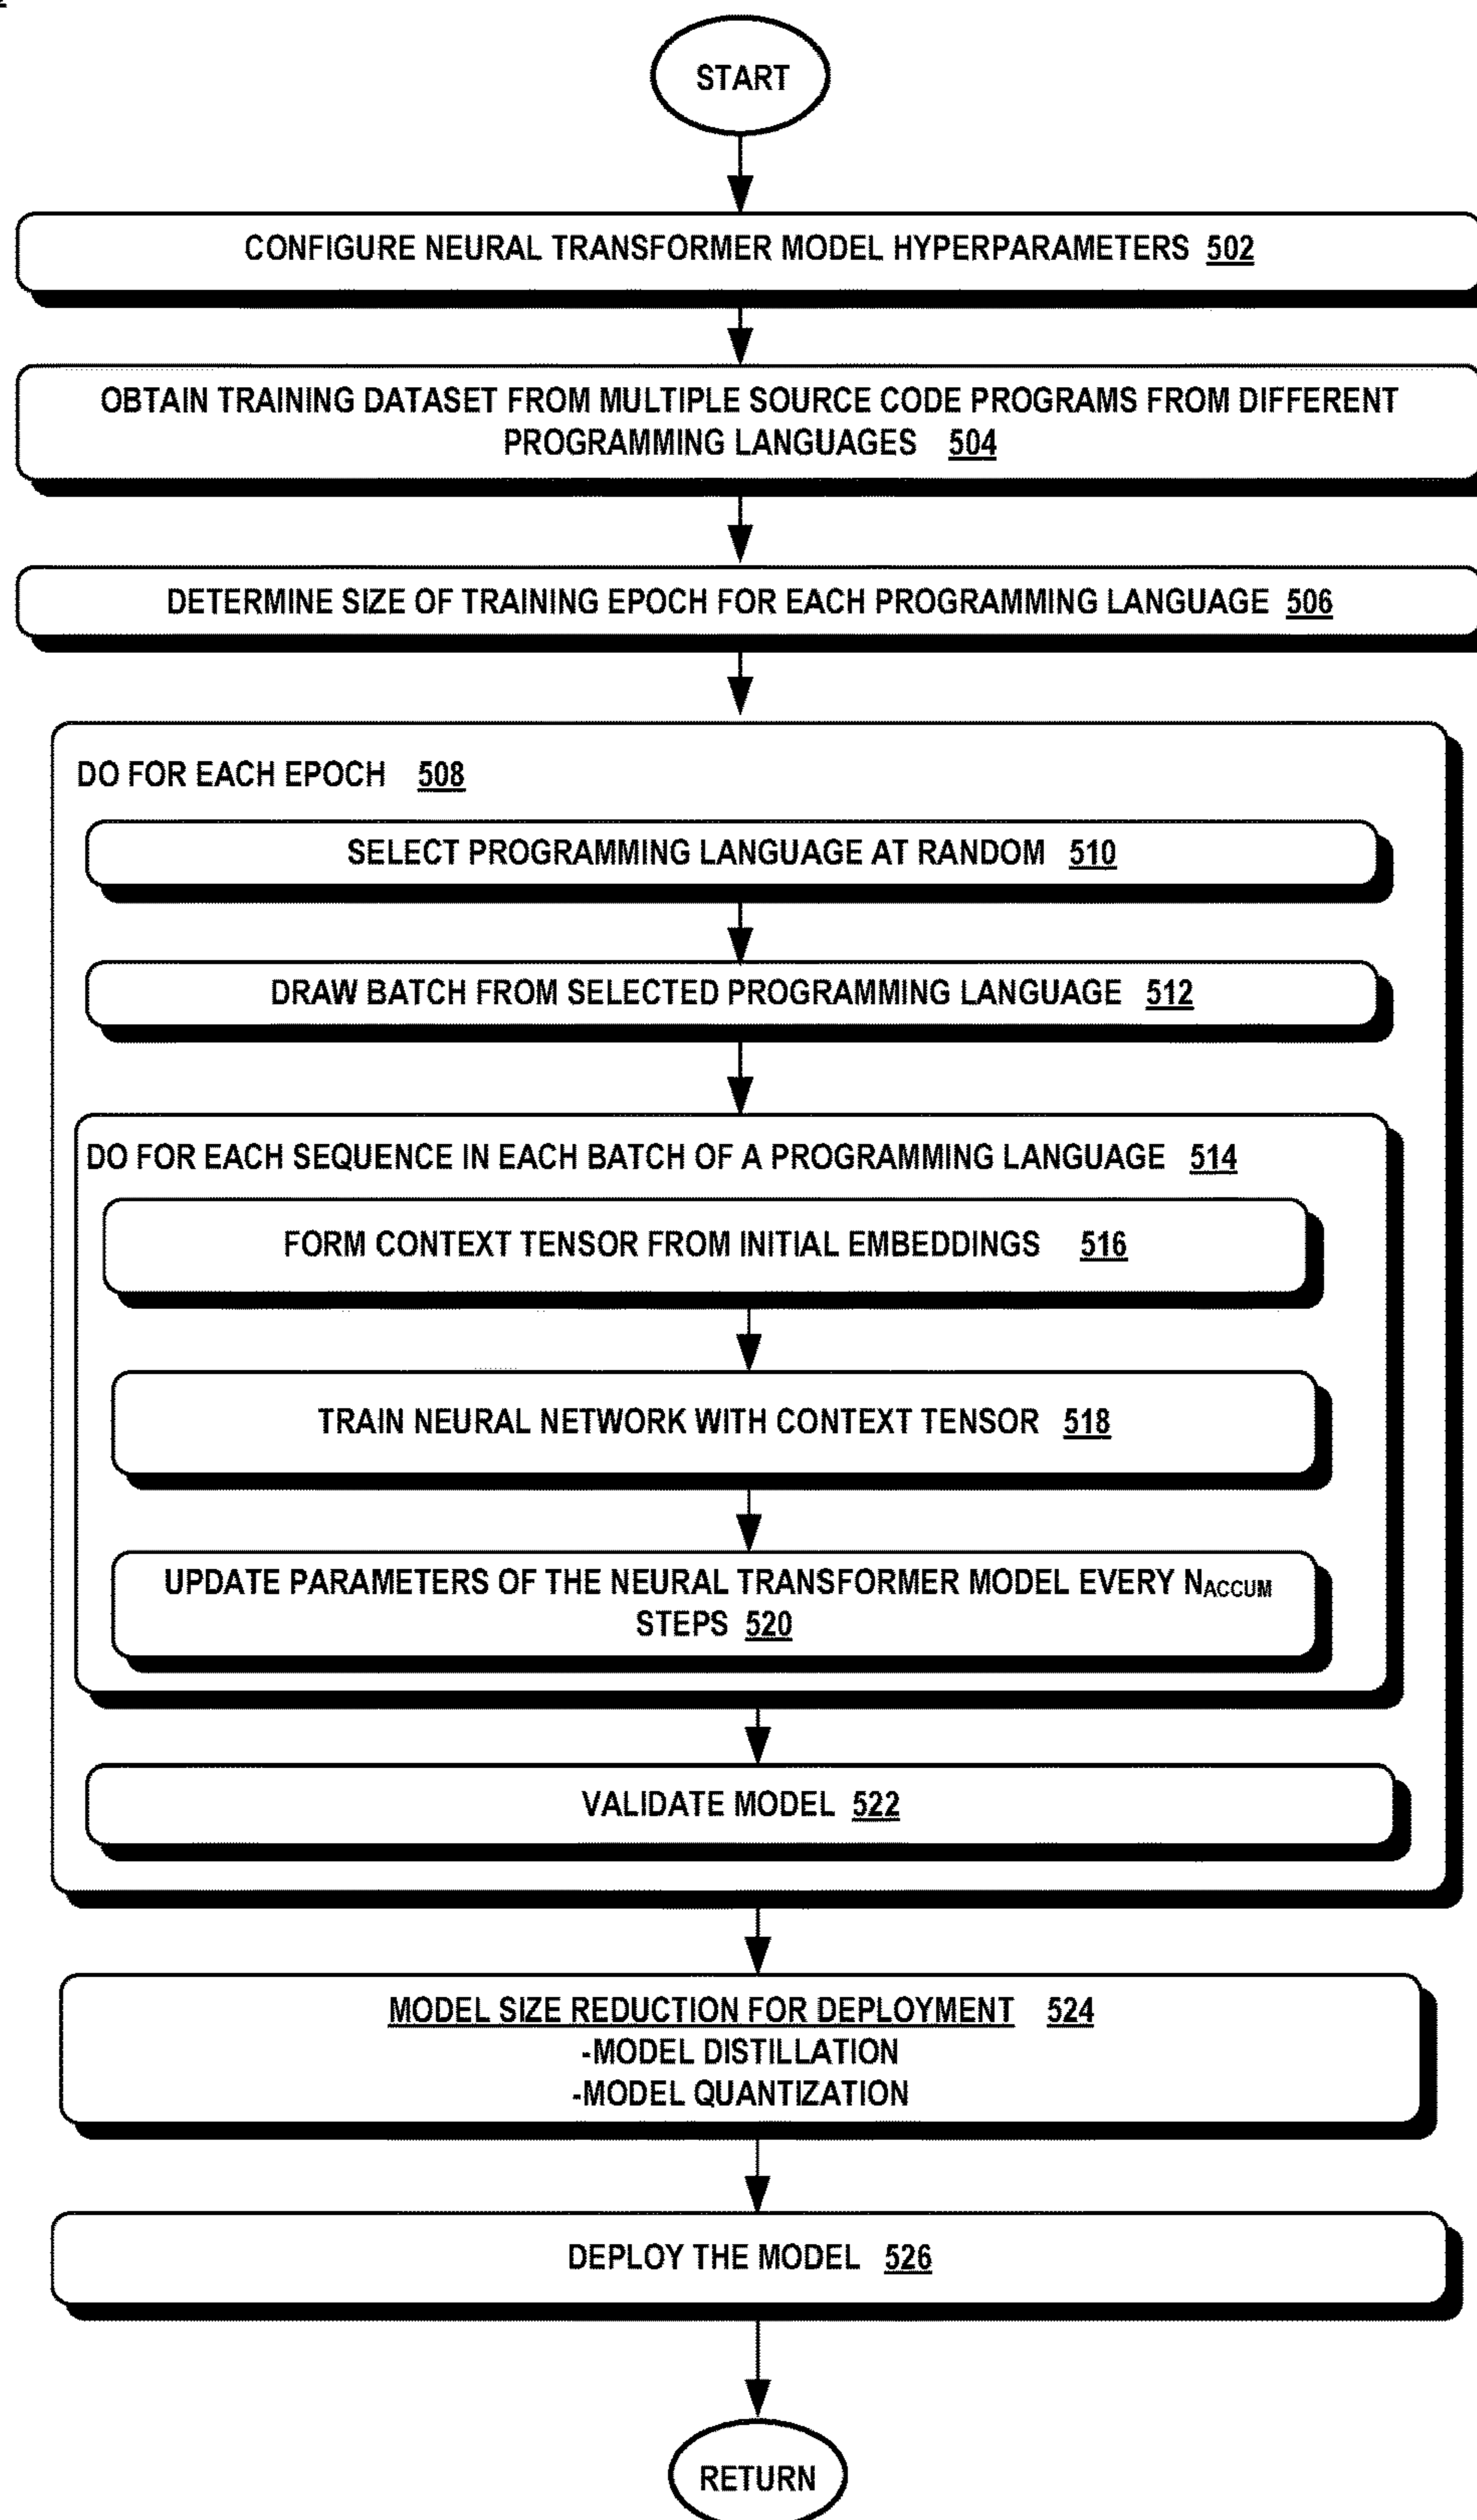 START
CONFIGURE NEURAL TRANSFORMER MODEL HYPERPARAMETERS 502
OBTAIN TRAINING DATASET FROM MULTIPLE SOURCE CODE PROGRAMS FROM DIFFERENT
PROGRAMMING LANGUAGES 504
DETERMINE SIZE OF TRAINING EPOCH FOR EACH PROGRAMMING LANGUAGE 506
DO FOR EACH EPOCH 508
SELECT PROGRAMMING LANGUAGE AT RANDOM 510
DRAW BATCH FROM SELECTED PROGRAMMING LANGUAGE 512
DO FOR EACH SEQUENCE IN EACH BATCH OF A PROGRAMMING LANGUAGE 514
FORM CONTEXT TENSOR FROM INITIAL EMBEDDINGS 516
TRAIN NEURAL NETWORK WITH CONTEXT TENSOR 518
UPDATE PARAMETERS OF THE NEURAL TRANSFORMER MODEL EVERY NACCUM
STEPS 520
VALIDATE MODEL 522
MODEL SIZE REDUCTION FOR DEPLOYMENT 524
-MODEL DISTILLATION
-MODEL QUANTIZATION
DEPLOY THE MODEL 526
RETURN